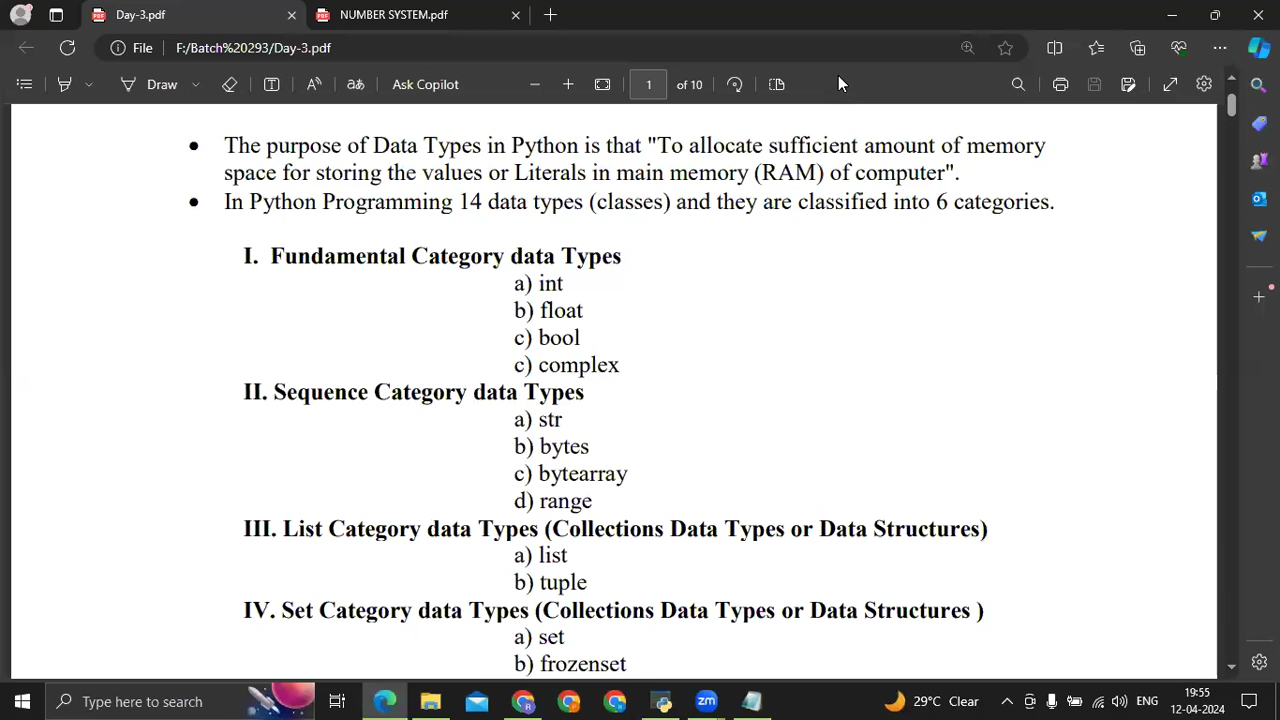 Day-3.pdf
NUMBER SYSTEM.pdf
File
F:/Batch%20293/Day-3.pdf
Draw
aあ
Ask Copilot
1
of 10
• The purpose of Data Types in Python is that "To allocate sufficient amount of memory
space for storing the values or Literals in main memory (RAM) of computer".
• In Python Programming 14 data types (classes) and they are classified into 6 categories.
I. Fundamental Category data Types
a) int
b) float
c) bool
c) complex
II. Sequence Category data Types
a) str
b) bytes
c) bytearray
d) range
III. List Category data Types (Collections Data Types or Data Structures)
a) list
b) tuple
IV. Set Category data Types (Collections Data Types or Data Structures )
a) set
b) frozenset
Type here to search
zm
29°C Clear
ENG
19:55
12-04-2024